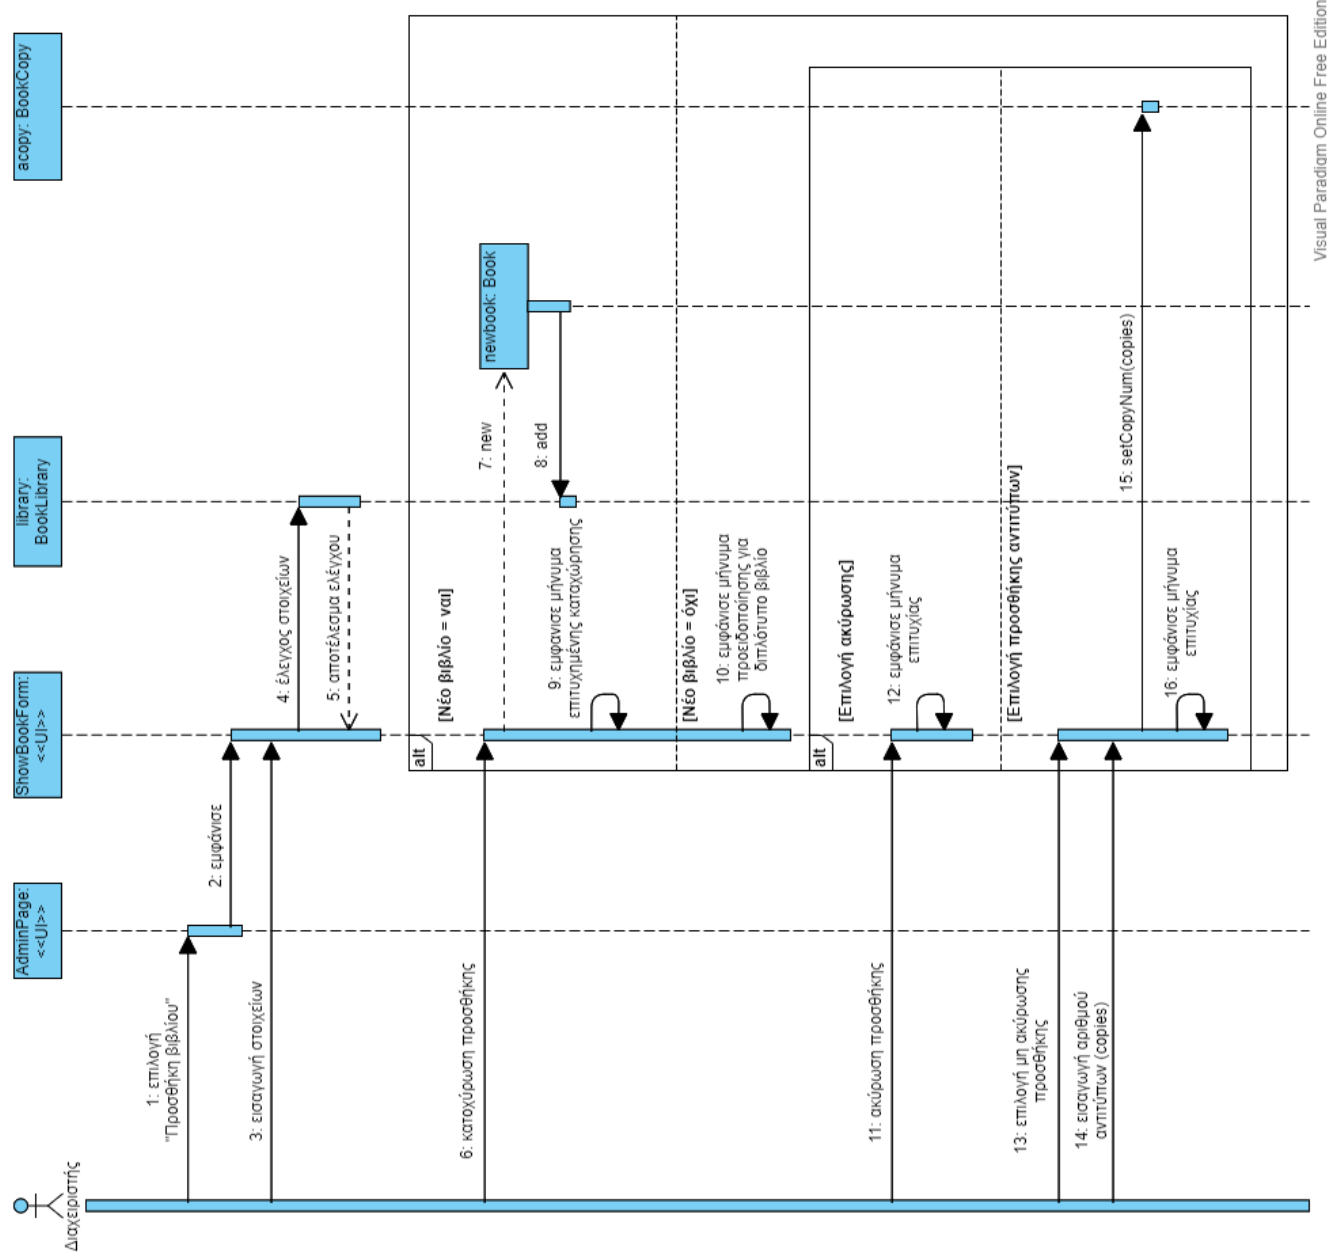 Διαχειριστής
AdminPage:
<<UI>>
ShowBookForm:
<<UI>>
library:
BookLibrary
acopy: BookCopy
1: επιλογή
"Προσθήκη βιβλίου"
2: εμφάνισε
3: εισαγωγή στοιχείων
4: έλεγχος στοιχείων
5: αποτέλεσμα ελέγχου
alt
[Νέο βιβλίο = ναι]
6: κατοχύρωση προσθήκης
7: new
newbook: Book
8: add
9: εμφανισε μήνυμα
επιτυχημένης καταχώρησης
[Νέο βιβλίο = όχι]
10: εμφάνισε μήνυμα
προειδοποίησης για
διπλότυπο βιβλίο
alt
[Επιλογή ακύρωσης]
11: ακύρωση προσθήκης
12: εμφάνισε μήνυμα
επιτυχίας
[Επιλογή προσθήκης αντιτύπων]
13: επιλογή μη ακύρωσης
προσθήκης
14: εισαγωγή αριθμού
αντιτύπων (copies)
15: setCopyNum(copies)
16: εμφάνισε μήνυμα
επιτυχίας
Visual Paradigm Online Free Edition